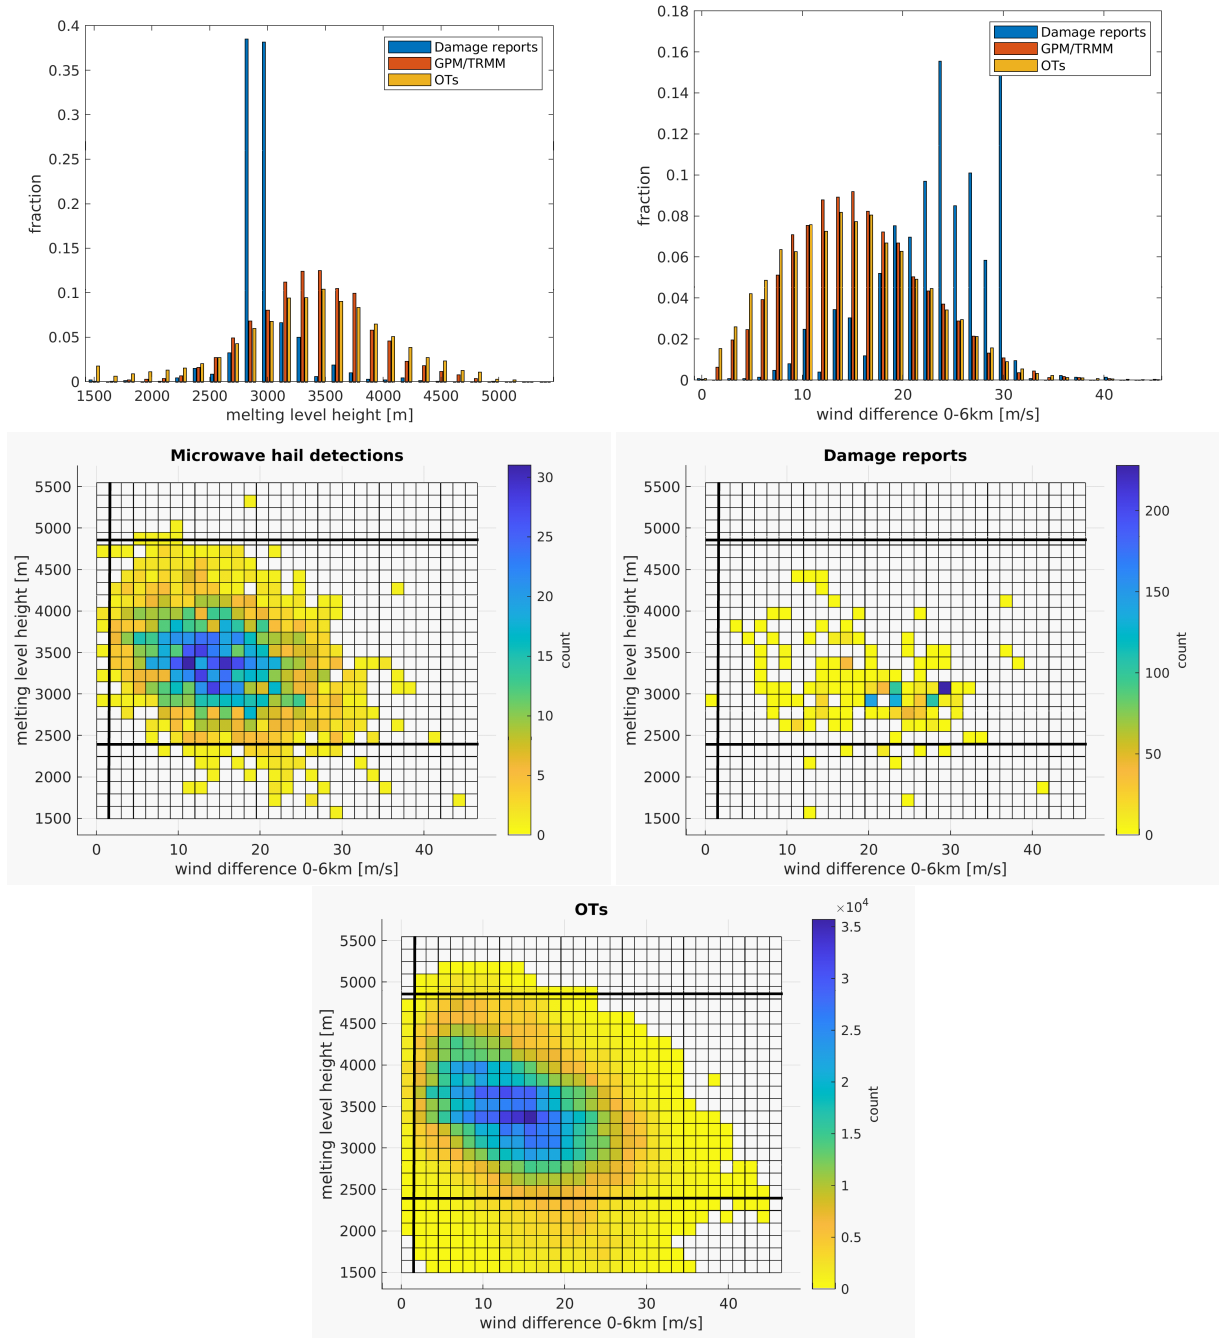 0.4
0.35
0.3
0.25
0.2
0.15
0.1
0.05
0
fraction
1500 2000 2500 3000 3500 4000 4500 5000
melting level height [m]
Damage reports
GPM/TRMM
OTs
0.18
0.16
0.14
0.12
0.1
0.08
0.06
0.04
0.02
0
fraction
0 10 20 30 40
wind difference 0-6km [m/s]
Damage reports
GPM/TRMM
OTs
Microwave hail detections
5500
5000
4500
4000
3500
3000
2500
2000
1500
melting level height [m]
0 10 20 30 40
wind difference 0-6km [m/s]
30
25
20
15
10
5
0
count
Damage reports
5500
5000
4500
4000
3500
3000
2500
2000
1500
melting level height [m]
0 10 20 30 40
wind difference 0-6km [m/s]
200
150
100
50
0
count
OTs
5500
5000
4500
4000
3500
3000
2500
2000
1500
melting level height [m]
0 10 20 30 40
wind difference 0-6km [m/s]
×10⁴
3.5
3
2.5
2
1.5
1
0.5
0
count